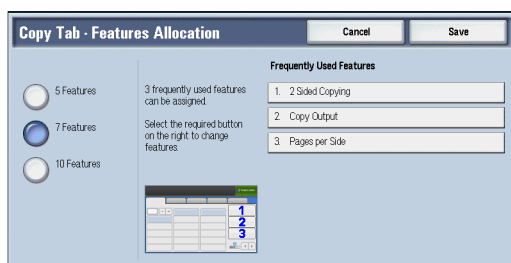 Copy Tab - Features Allocation
Cancel
Save
Frequently Used Features
5 Features
7 Features
10 Features
3 frequently used features
can be assigned.
Select the required button
on the right to change
features.
1. 2 Sided Copying
2. Copy Output
3. Pages per Side
1
2
3